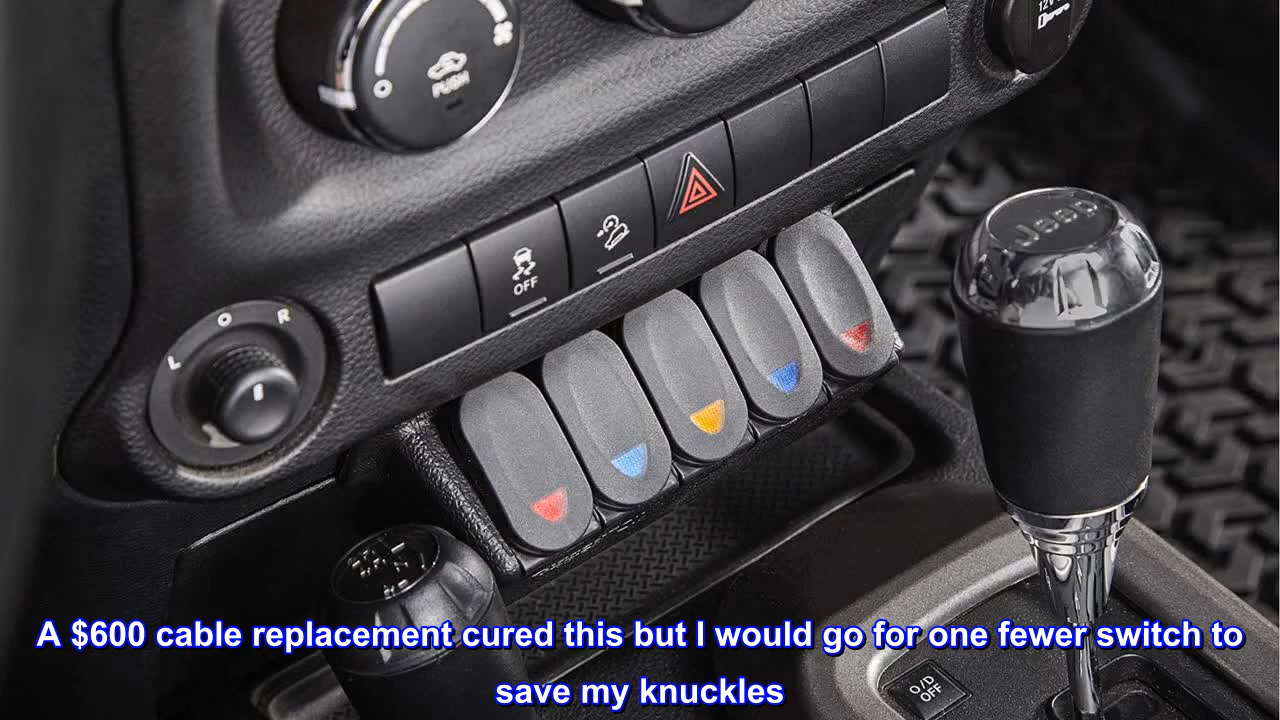 PUSH
12V
OFF
L O R
Jeep
O/D
OFF
A $600 cable replacement cured this but I would go for one fewer switch to
save my knuckles